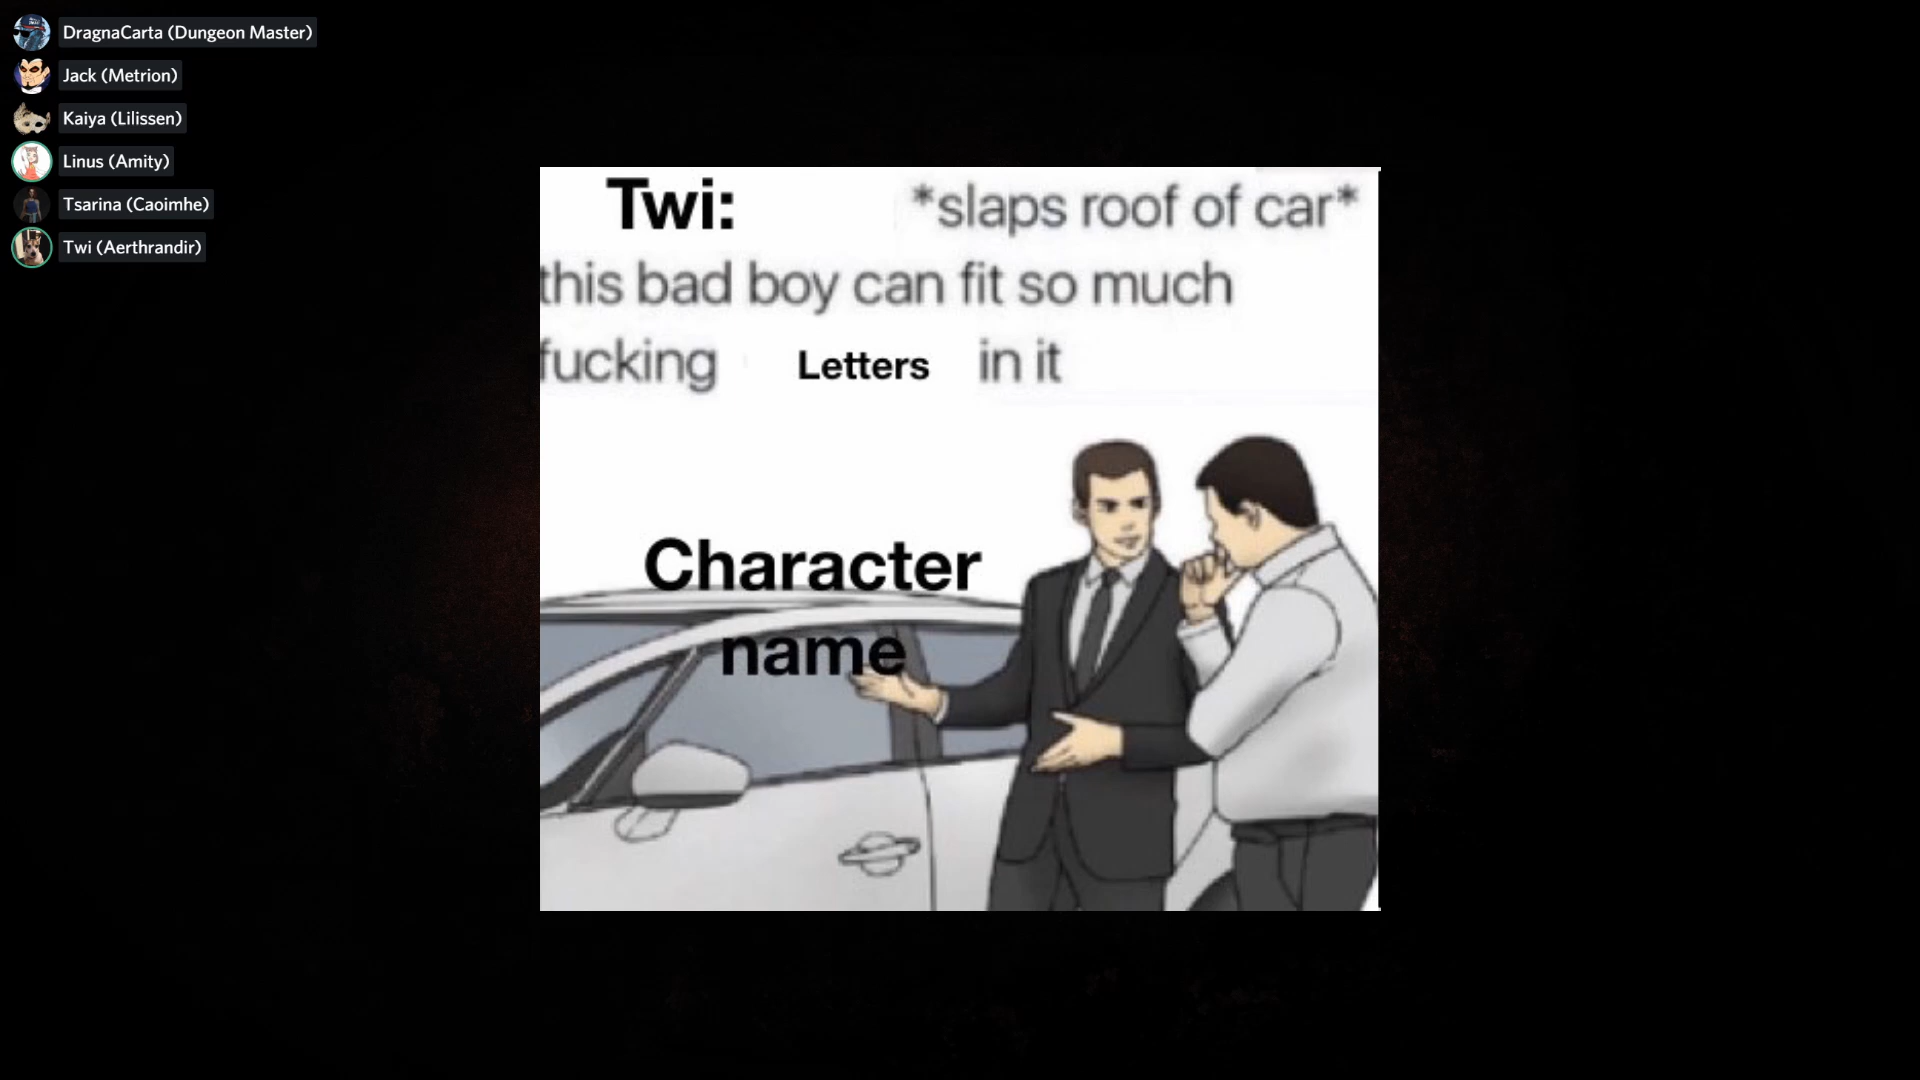 DragnaCarta (Dungeon Master)
Jack (Metrion)
Kaiya (Lilissen)
Linus (Amity)
Tsarina (Caoimhe)
Twi (Aerthrandir)
Twi: *slaps roof of car*
this bad boy can fit so much
fucking Letters in it
Character
name